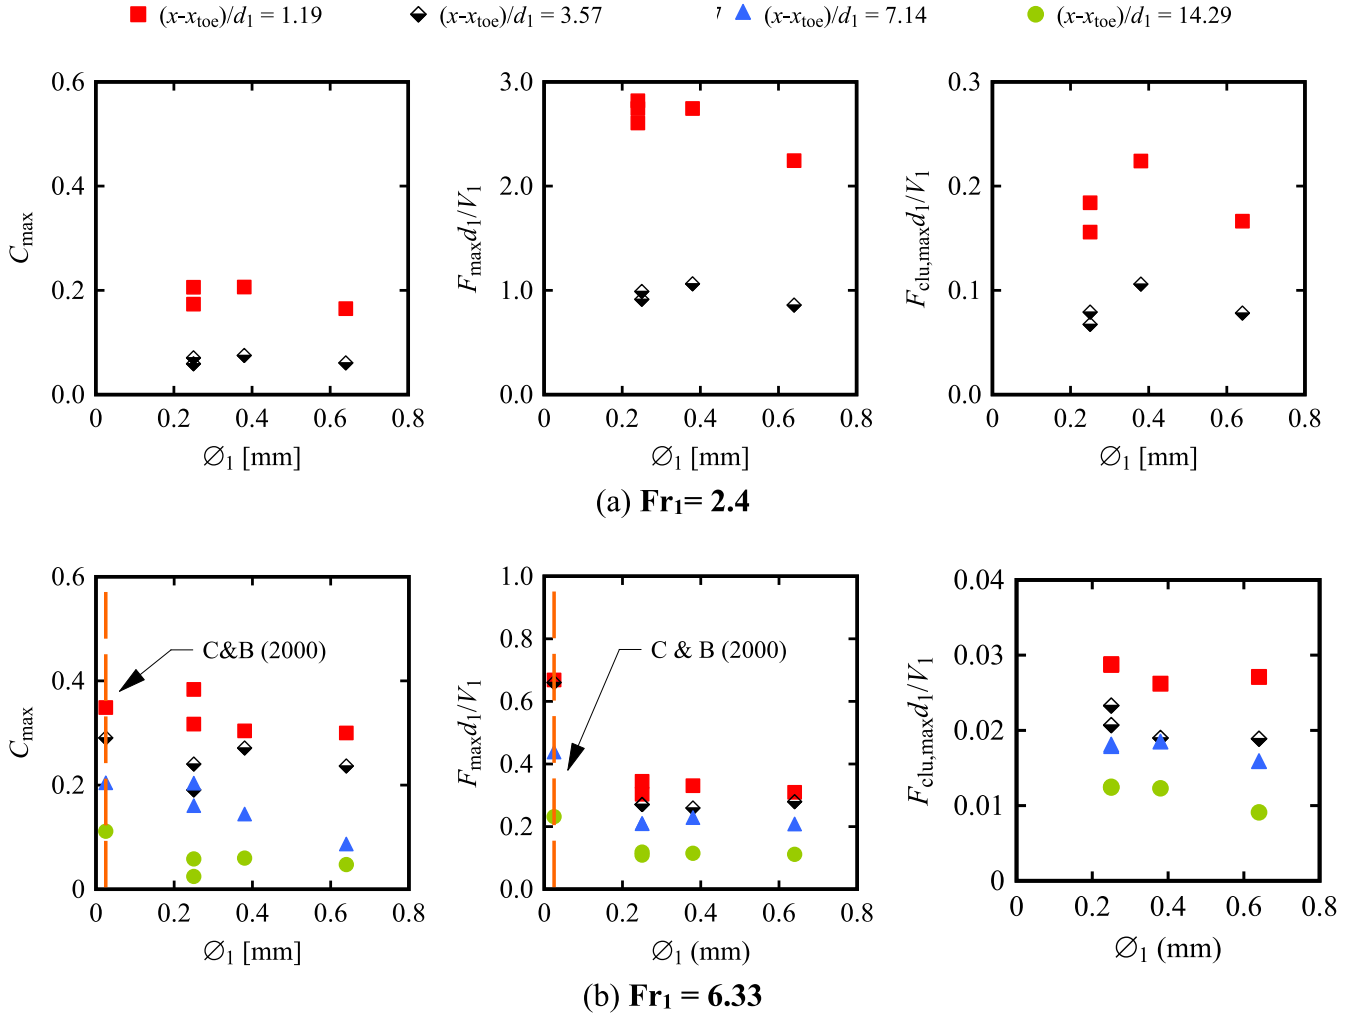 (x-xtoe)/d1 = 1.19 (x-xtoe)/d1 = 3.57 (x-xtoe)/d1 = 7.14 (x-xtoe)/d1 = 14.29
Cmax
0.6
0.4
0.2
0.0
0 0.2 0.4 0.6 0.8
∅1 [mm]
Fmaxd1/V1
3.0
2.0
1.0
0.0
0 0.2 0.4 0.6 0.8
∅1 [mm]
Fclu,maxd1/V1
0.3
0.2
0.1
0.0
0 0.2 0.4 0.6 0.8
∅1 [mm]
(a) Fr1= 2.4
Cmax
0.6
0.4
0.2
0
C&B (2000)
0 0.2 0.4 0.6 0.8
∅1 [mm]
Fmaxd1/V1
1.0
0.8
0.6
0.4
0.2
0.0
C & B (2000)
0 0.2 0.4 0.6 0.8
∅1 (mm)
Fclu,maxd1/V1
0.04
0.03
0.02
0.01
0
0 0.2 0.4 0.6 0.8
∅1 (mm)
(b) Fr1 = 6.33